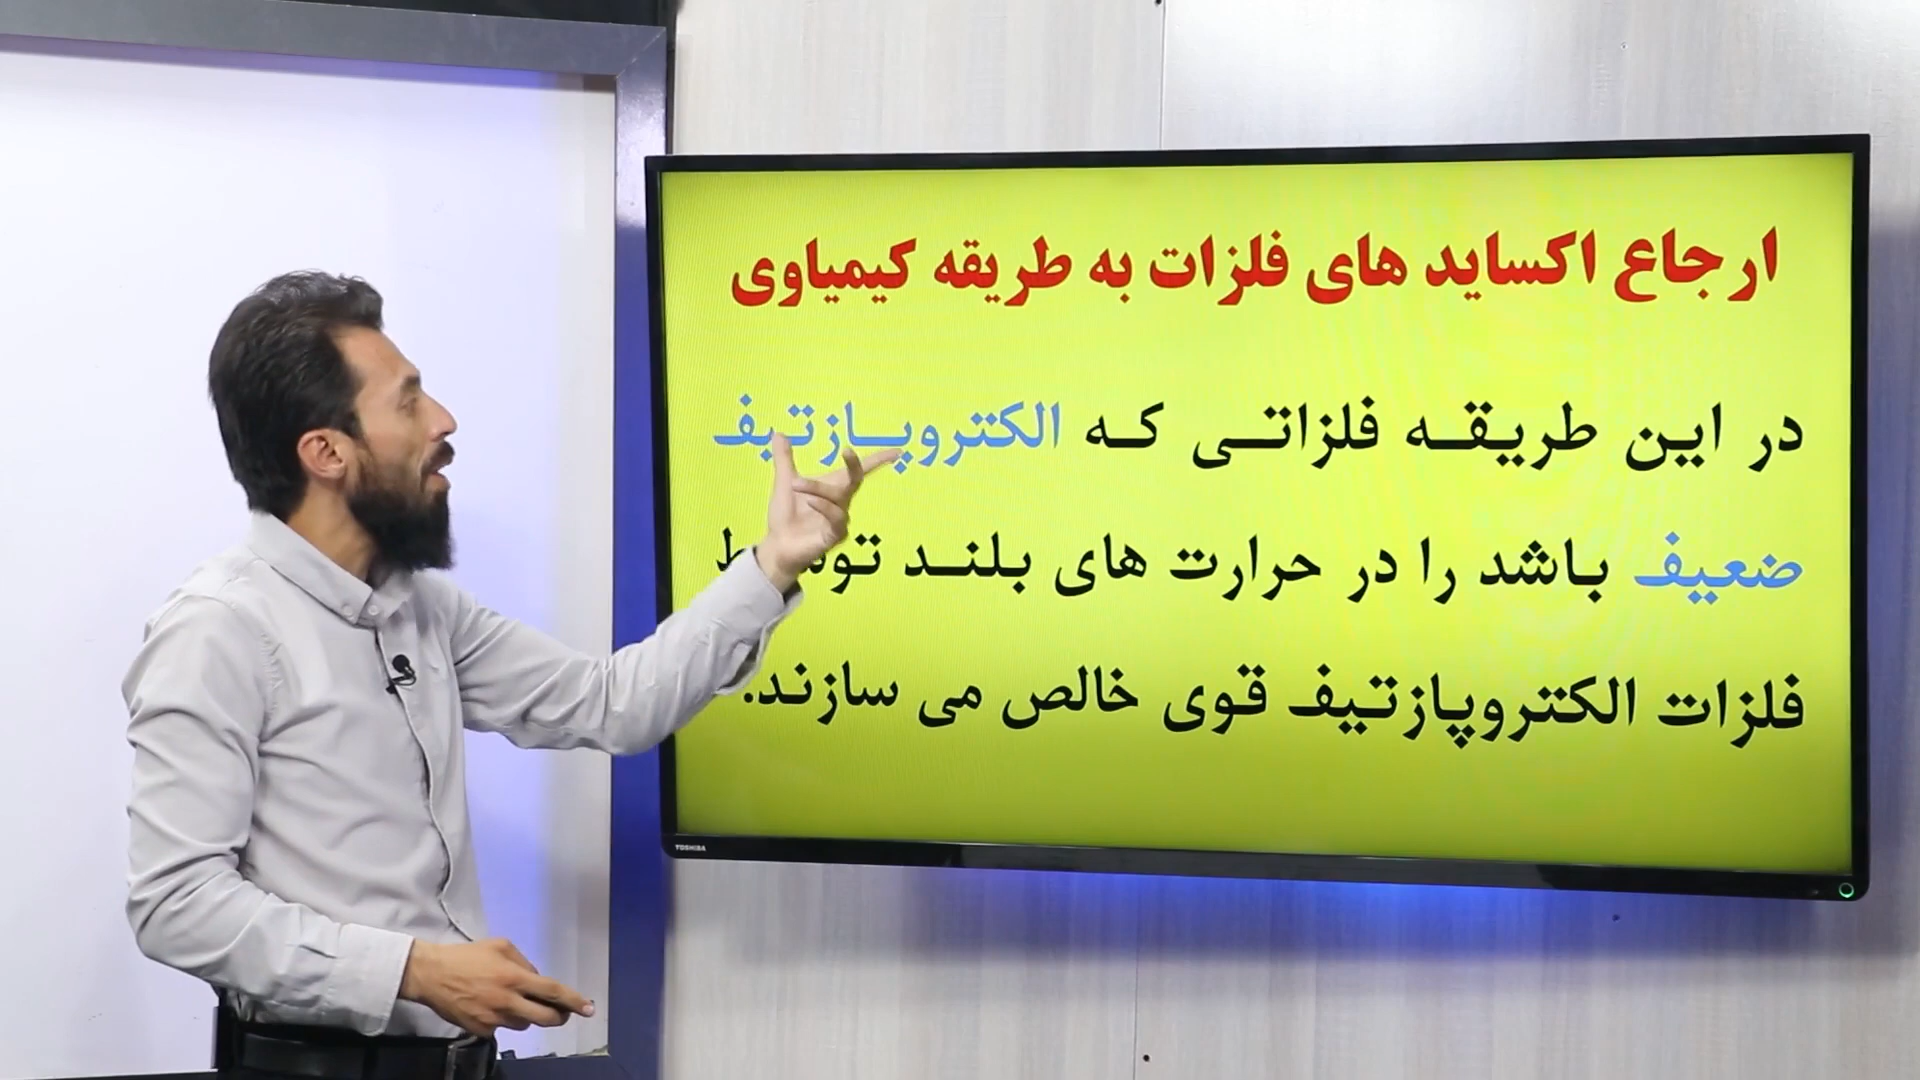 ارجاع اکساید های فلزات به طریقه کیمیاوی
در این طریقه فلزاتی که الکتروپازتیف
ضعیف باشد را در حرارت های بلند توسط
فلزات الکتروپازتیف قوی خالص می سازند.
TOSHIBA